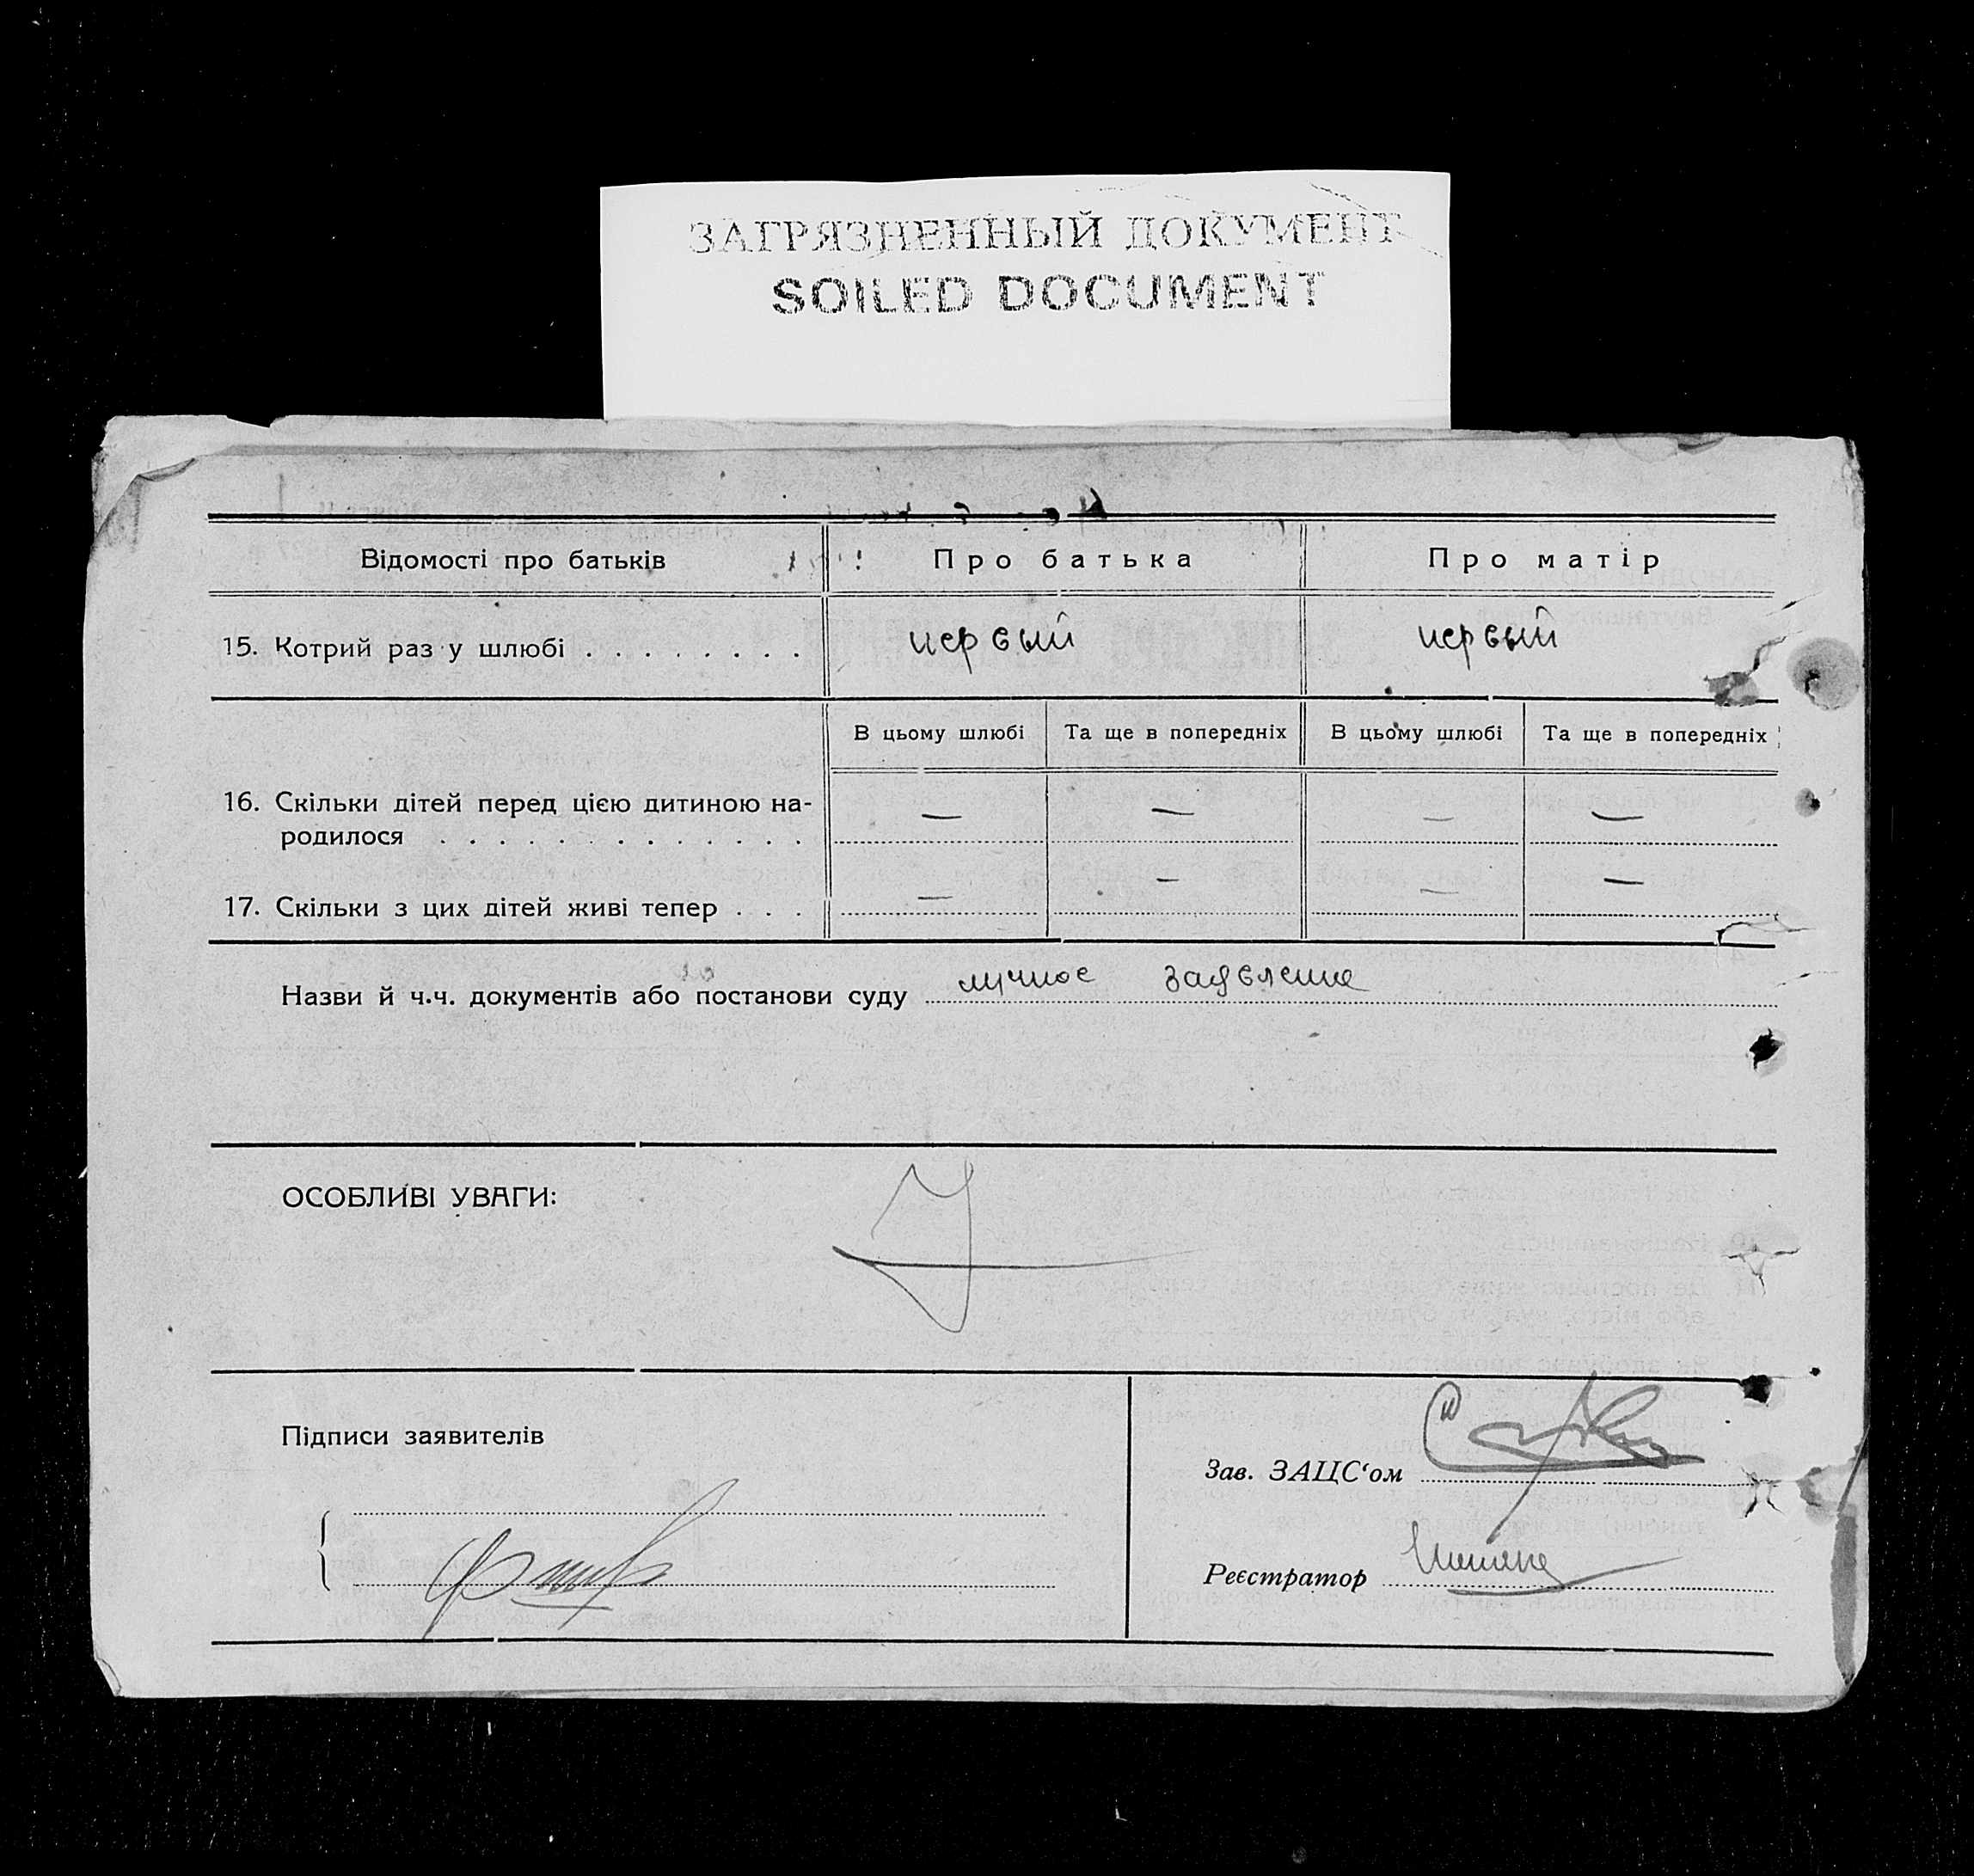 ЗАГРЯЗНЕННЫЙ ДОКУМЕНТ
SOILED DOCUMENT
Відомості про батьків Про батька Про матір
15. Котрий раз у шлюбі . . . . . . . . первый первый
В цьому шлюбі Та ще в попередніх В цьому шлюбі Та ще в попередніх
16. Скільки дітей перед цією дитиною на-
родилося . . . . . . . . . . . . . — — — —
17. Скільки з цих дітей живі тепер . . . — — — —
Назви й ч.ч. документів або постанови суду личное заявление
ОСОБЛИВІ УВАГИ:
Підписи заявителів
Зав. ЗАЦС‘ом
Реєстратор